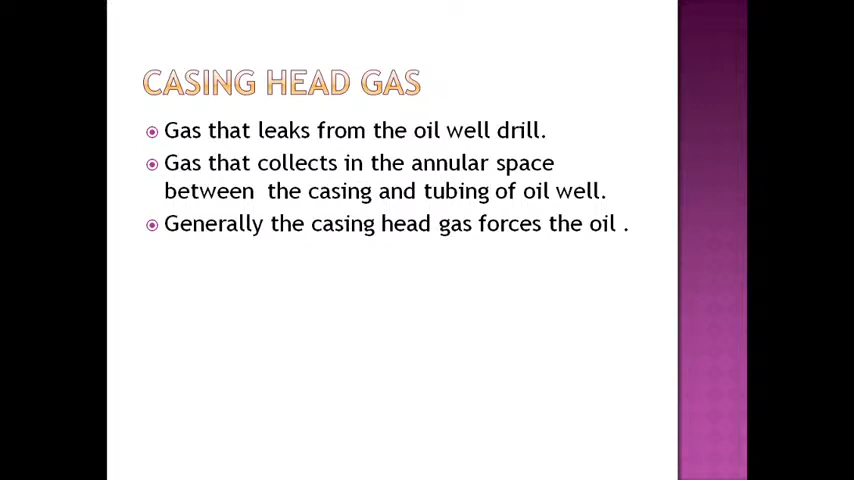 CASING HEAD GAS
Gas that leaks from the oil well drill.
Gas that collects in the annular space
between the casing and tubing of oil well.
Generally the casing head gas forces the oil .